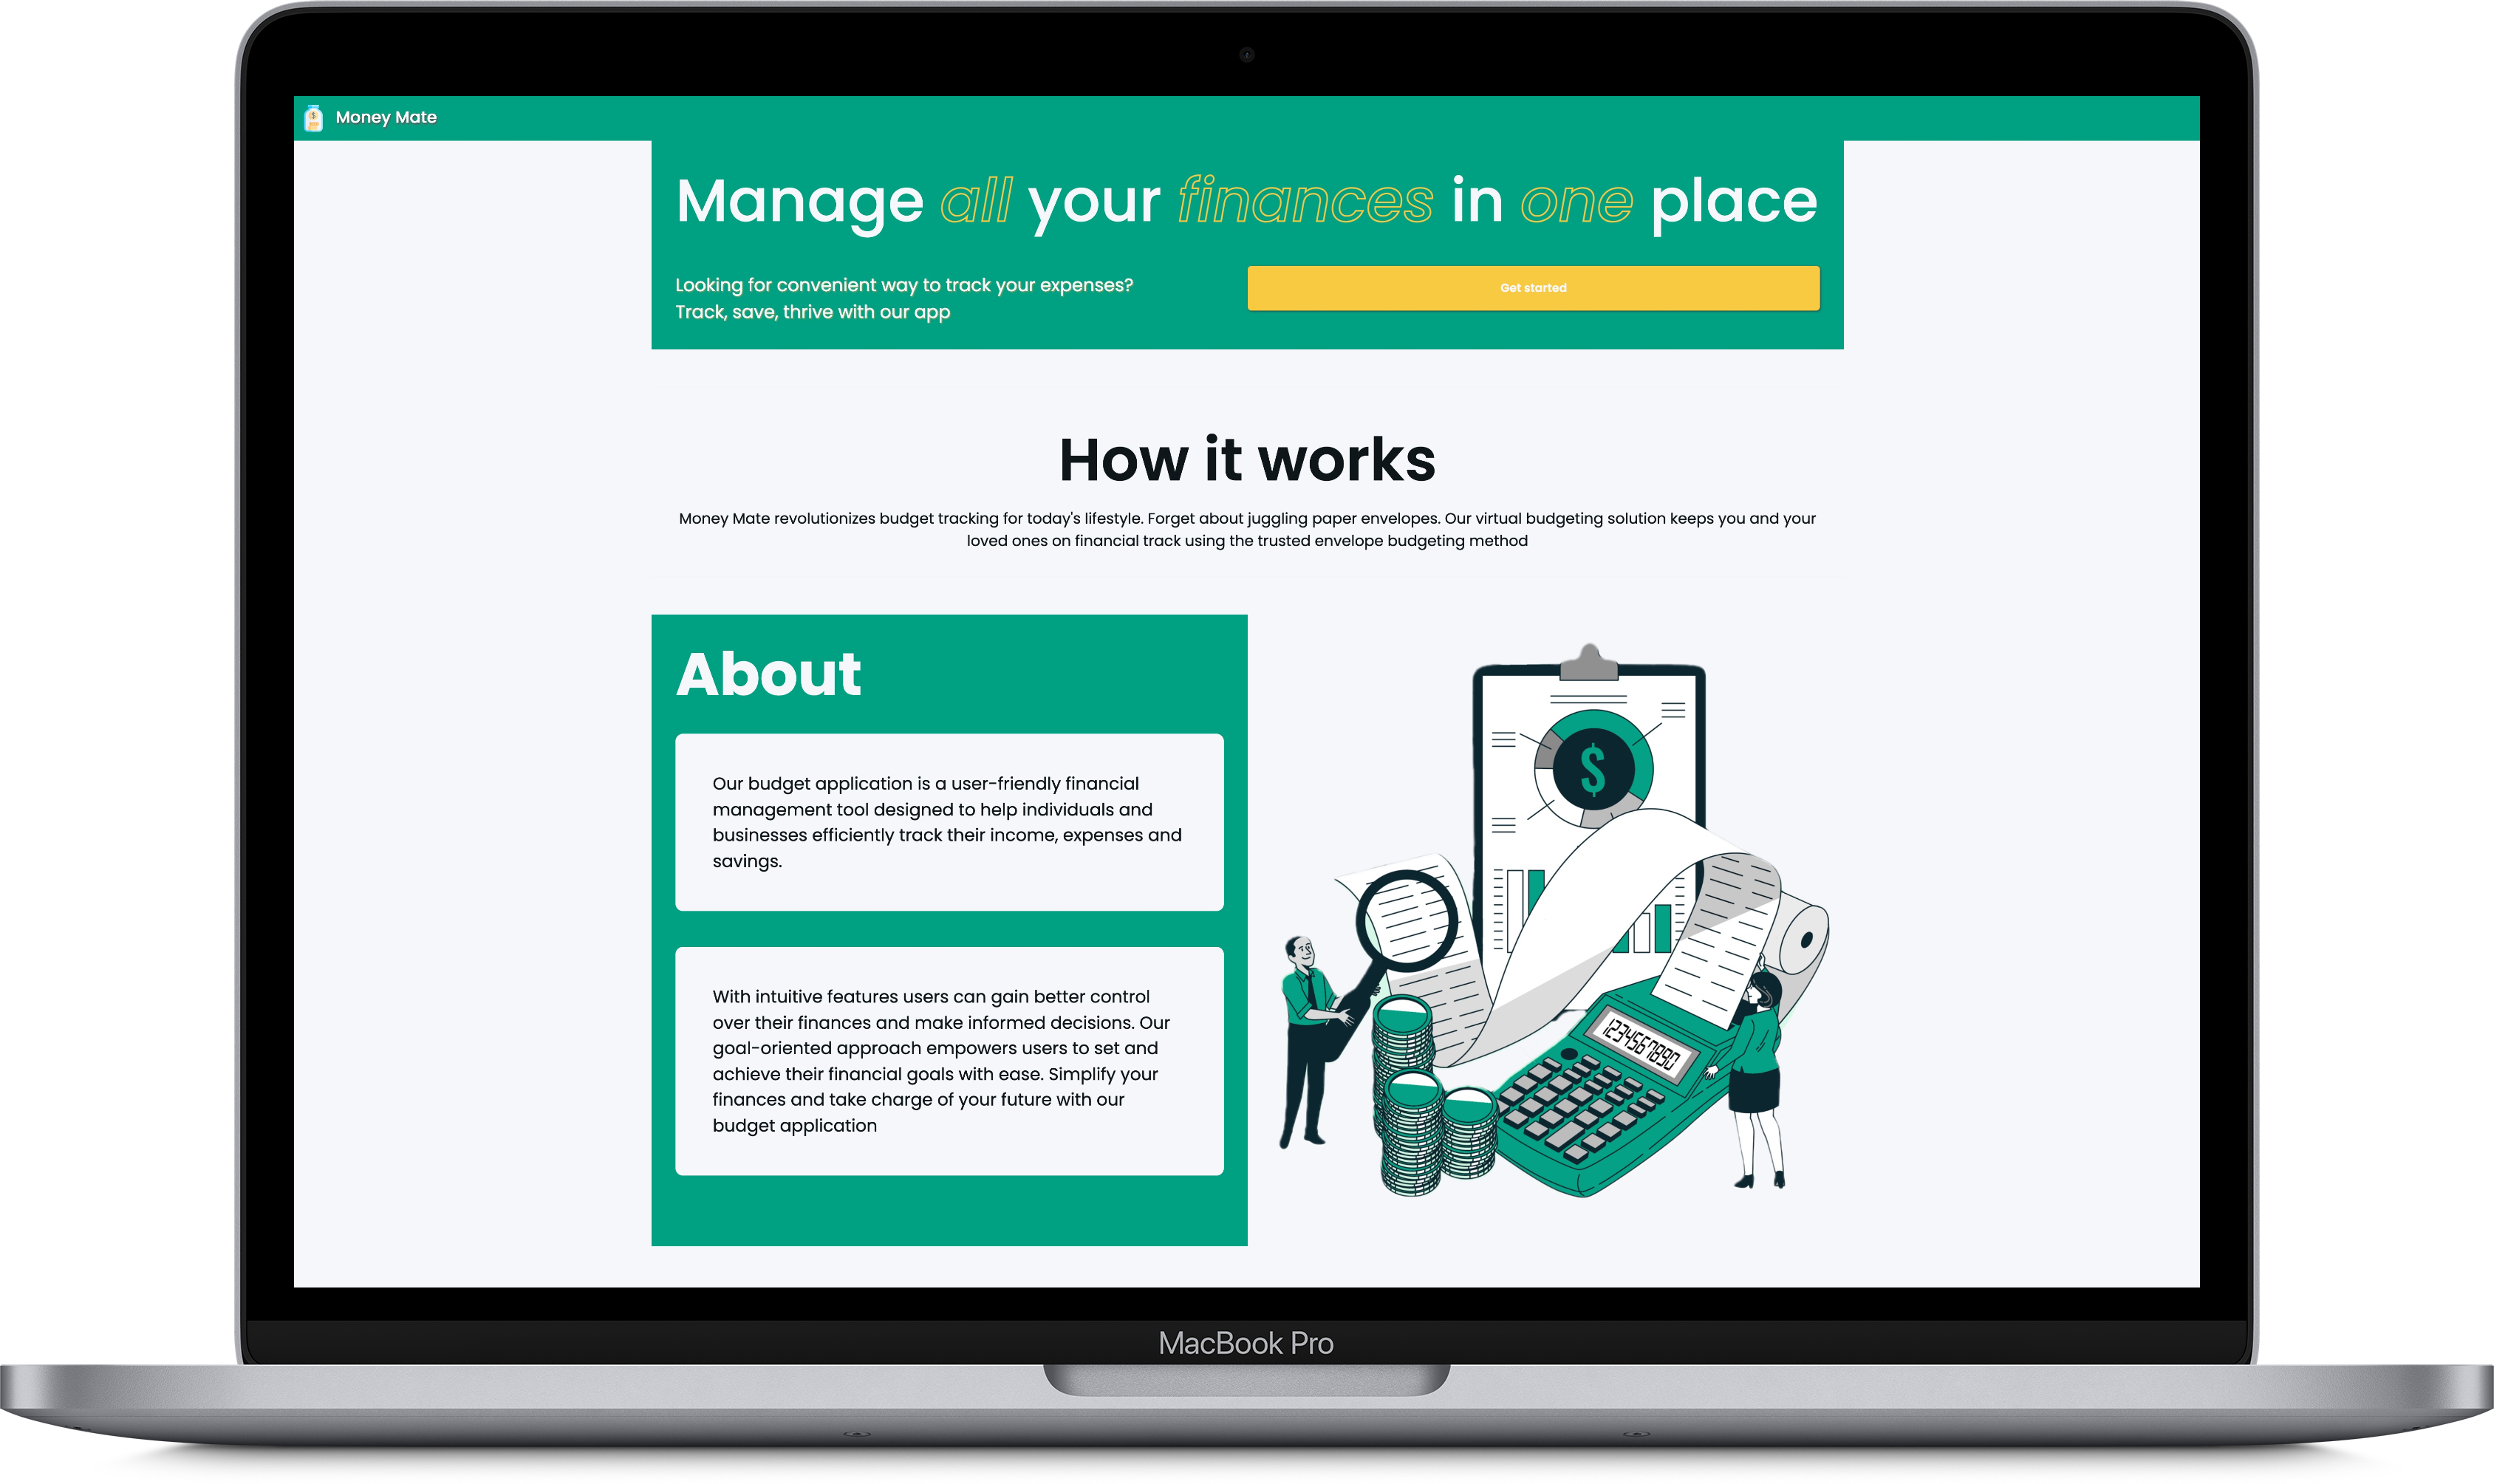 Money Mate
Manage all your finances in one place
Looking for convenient way to track your expenses?
Track, save, thrive with our app
Get started
How it works
Money Mate revolutionizes budget tracking for today's lifestyle. Forget about juggling paper envelopes. Our virtual budgeting solution keeps you and your
loved ones on financial track using the trusted envelope budgeting method
About
Our budget application is a user-friendly financial
management tool designed to help individuals and
businesses efficiently track their income, expenses and
savings.
With intuitive features users can gain better control
over their finances and make informed decisions. Our
goal-oriented approach empowers users to set and
achieve their financial goals with ease. Simplify your
finances and take charge of your future with our
budget application
$
1234567890
MacBook Pro